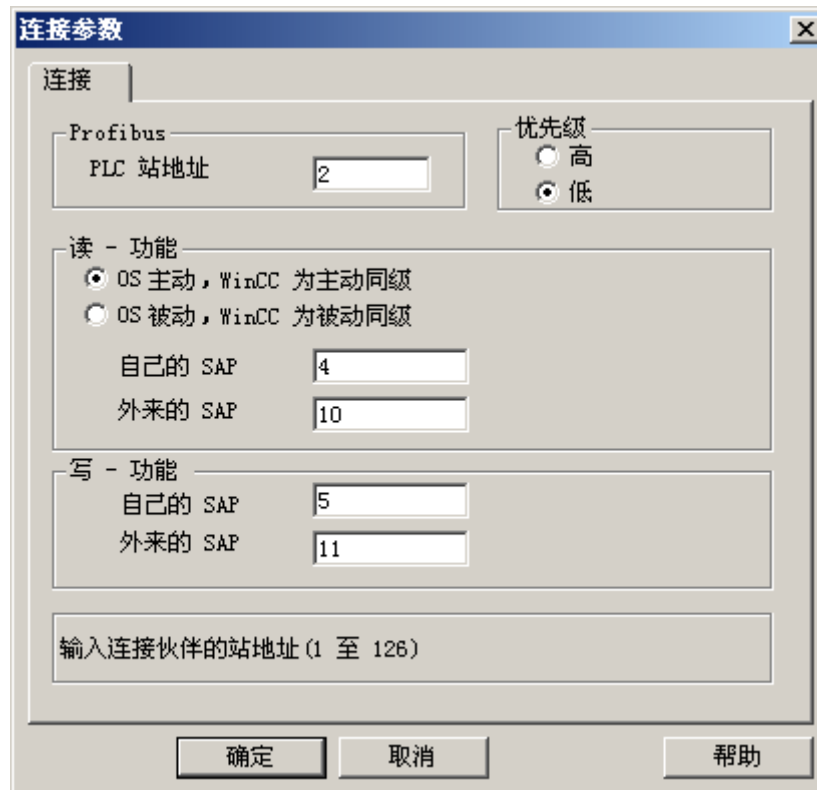 连接参数
连接
Profibus
PLC 站地址 2
优先级
高
低
读 - 功能
OS 主动，WinCC 为主动同级
OS 被动，WinCC 为被动同级
自己的 SAP 4
外来的 SAP 10
写 - 功能
自己的 SAP 5
外来的 SAP 11
输入连接伙伴的站地址(1 至 126)
确定 取消 帮助